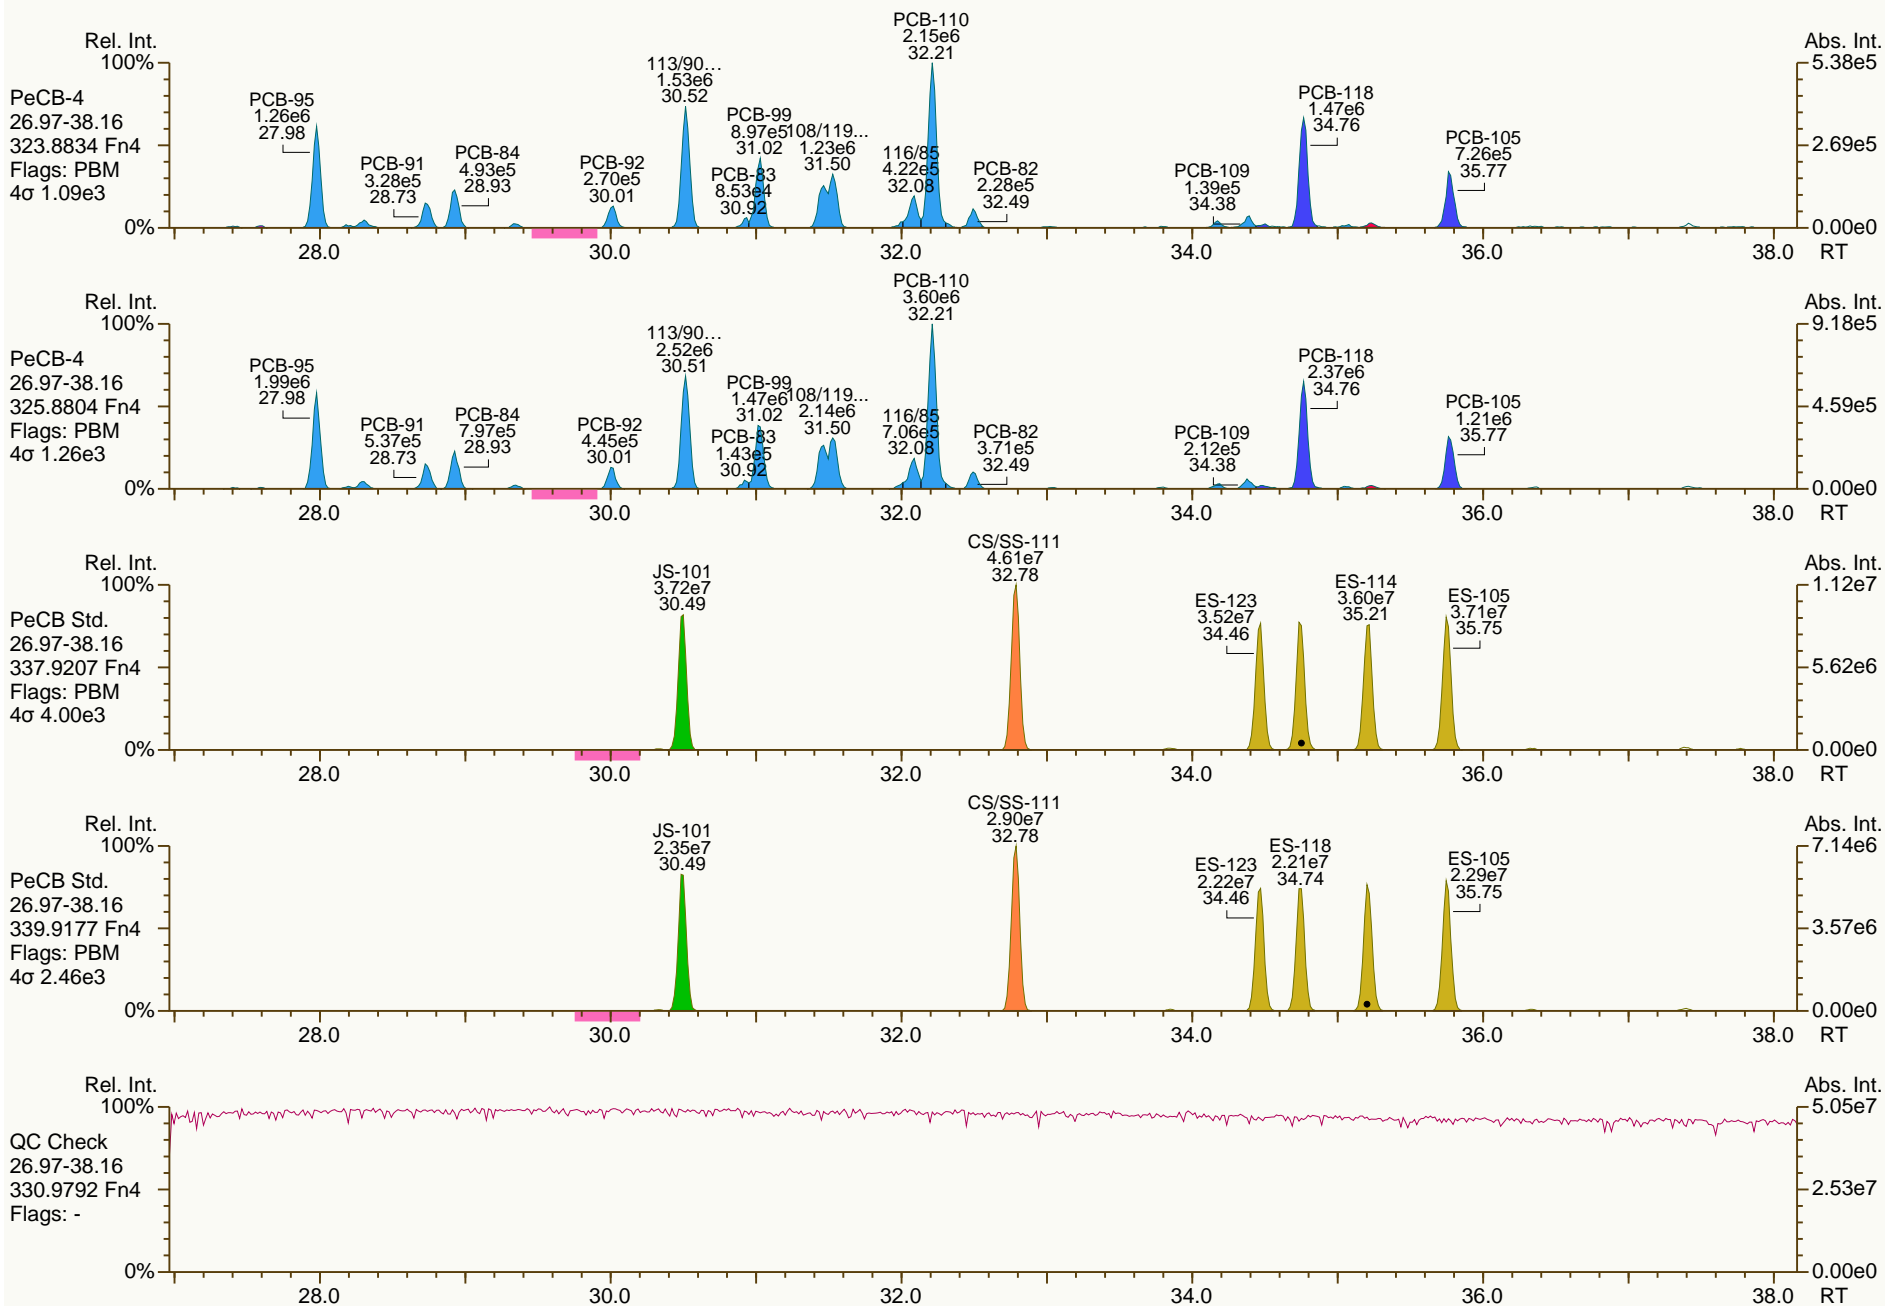 Rel. Int.
100%
0%
PeCB-4
26.97-38.16
323.8834 Fn4
Flags: PBM
4σ 1.09e3
PCB-95
1.26e6
27.98
PCB-91
3.28e5
28.73
PCB-84
4.93e5
28.93
PCB-92
2.70e5
30.01
113/90...
1.53e6
30.52
PCB-83
8.53e4
30.92
PCB-99
8.97e5
31.02
108/119...
1.23e6
31.50
116/85
4.22e5
32.08
PCB-110
2.15e6
32.21
PCB-82
2.28e5
32.49
PCB-109
1.39e5
34.38
PCB-118
1.47e6
34.76
PCB-105
7.26e5
35.77
Abs. Int.
5.38e5
2.69e5
0.00e0
28.0 30.0 32.0 34.0 36.0 38.0 RT
Rel. Int.
100%
0%
PeCB-4
26.97-38.16
325.8804 Fn4
Flags: PBM
4σ 1.26e3
PCB-95
1.99e6
27.98
PCB-91
5.37e5
28.73
PCB-84
7.97e5
28.93
PCB-92
4.45e5
30.01
113/90...
2.52e6
30.51
PCB-83
1.43e5
30.92
PCB-99
1.47e6
31.02
108/119...
2.14e6
31.50
116/85
7.06e5
32.08
PCB-110
3.60e6
32.21
PCB-82
3.71e5
32.49
PCB-109
2.12e5
34.38
PCB-118
2.37e6
34.76
PCB-105
1.21e6
35.77
Abs. Int.
9.18e5
4.59e5
0.00e0
28.0 30.0 32.0 34.0 36.0 38.0 RT
Rel. Int.
100%
0%
PeCB Std.
26.97-38.16
337.9207 Fn4
Flags: PBM
4σ 4.00e3
JS-101
3.72e7
30.49
CS/SS-111
4.61e7
32.78
ES-123
3.52e7
34.46
ES-114
3.60e7
35.21
ES-105
3.71e7
35.75
Abs. Int.
1.12e7
5.62e6
0.00e0
28.0 30.0 32.0 34.0 36.0 38.0 RT
Rel. Int.
100%
0%
PeCB Std.
26.97-38.16
339.9177 Fn4
Flags: PBM
4σ 2.46e3
JS-101
2.35e7
30.49
CS/SS-111
2.90e7
32.78
ES-123
2.22e7
34.46
ES-118
2.21e7
34.74
ES-105
2.29e7
35.75
Abs. Int.
7.14e6
3.57e6
0.00e0
28.0 30.0 32.0 34.0 36.0 38.0 RT
Rel. Int.
100%
0%
QC Check
26.97-38.16
330.9792 Fn4
Flags: -
Abs. Int.
5.05e7
2.53e7
0.00e0
28.0 30.0 32.0 34.0 36.0 38.0 RT